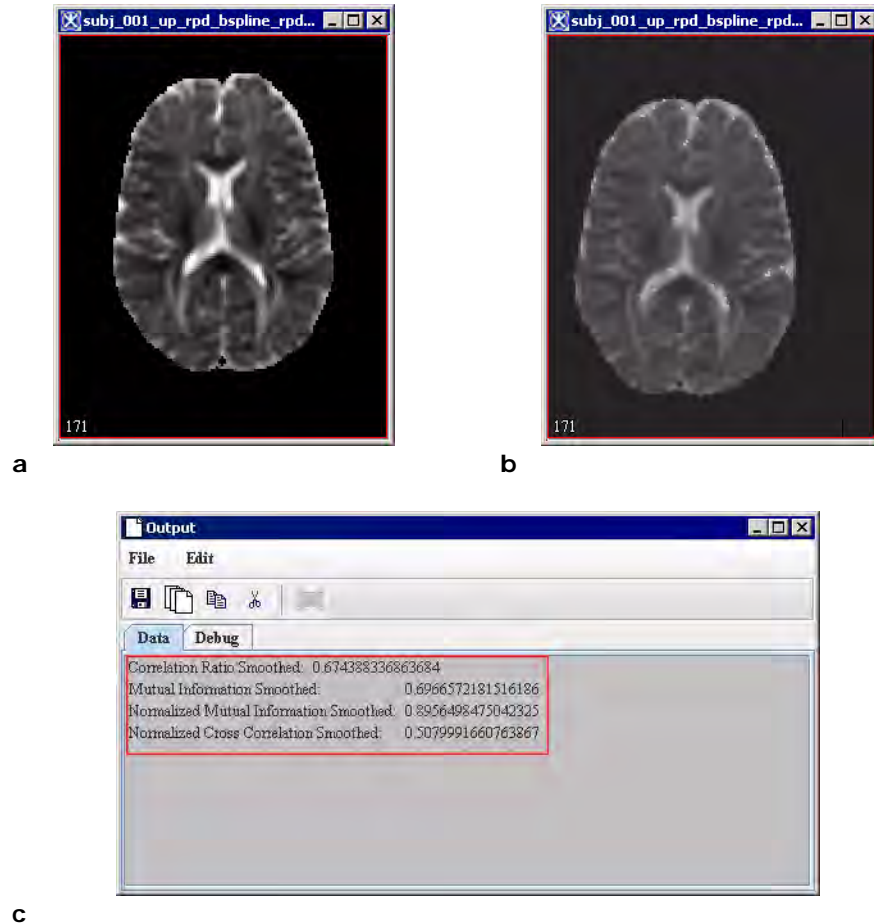 subj_001_up_rpd_bspline_rpd...
subj_001_up_rpd_bspline_rpd...
171
171
a
b
Output
File Edit
Data Debug
Correlation Ratio Smoothed: 0.674388336863684
Mutual Information Smoothed: 0.6966572181516186
Normalized Mutual Information Smoothed: 0.8956498475042325
Normalized Cross Correlation Smoothed: 0.5079991660763867
c